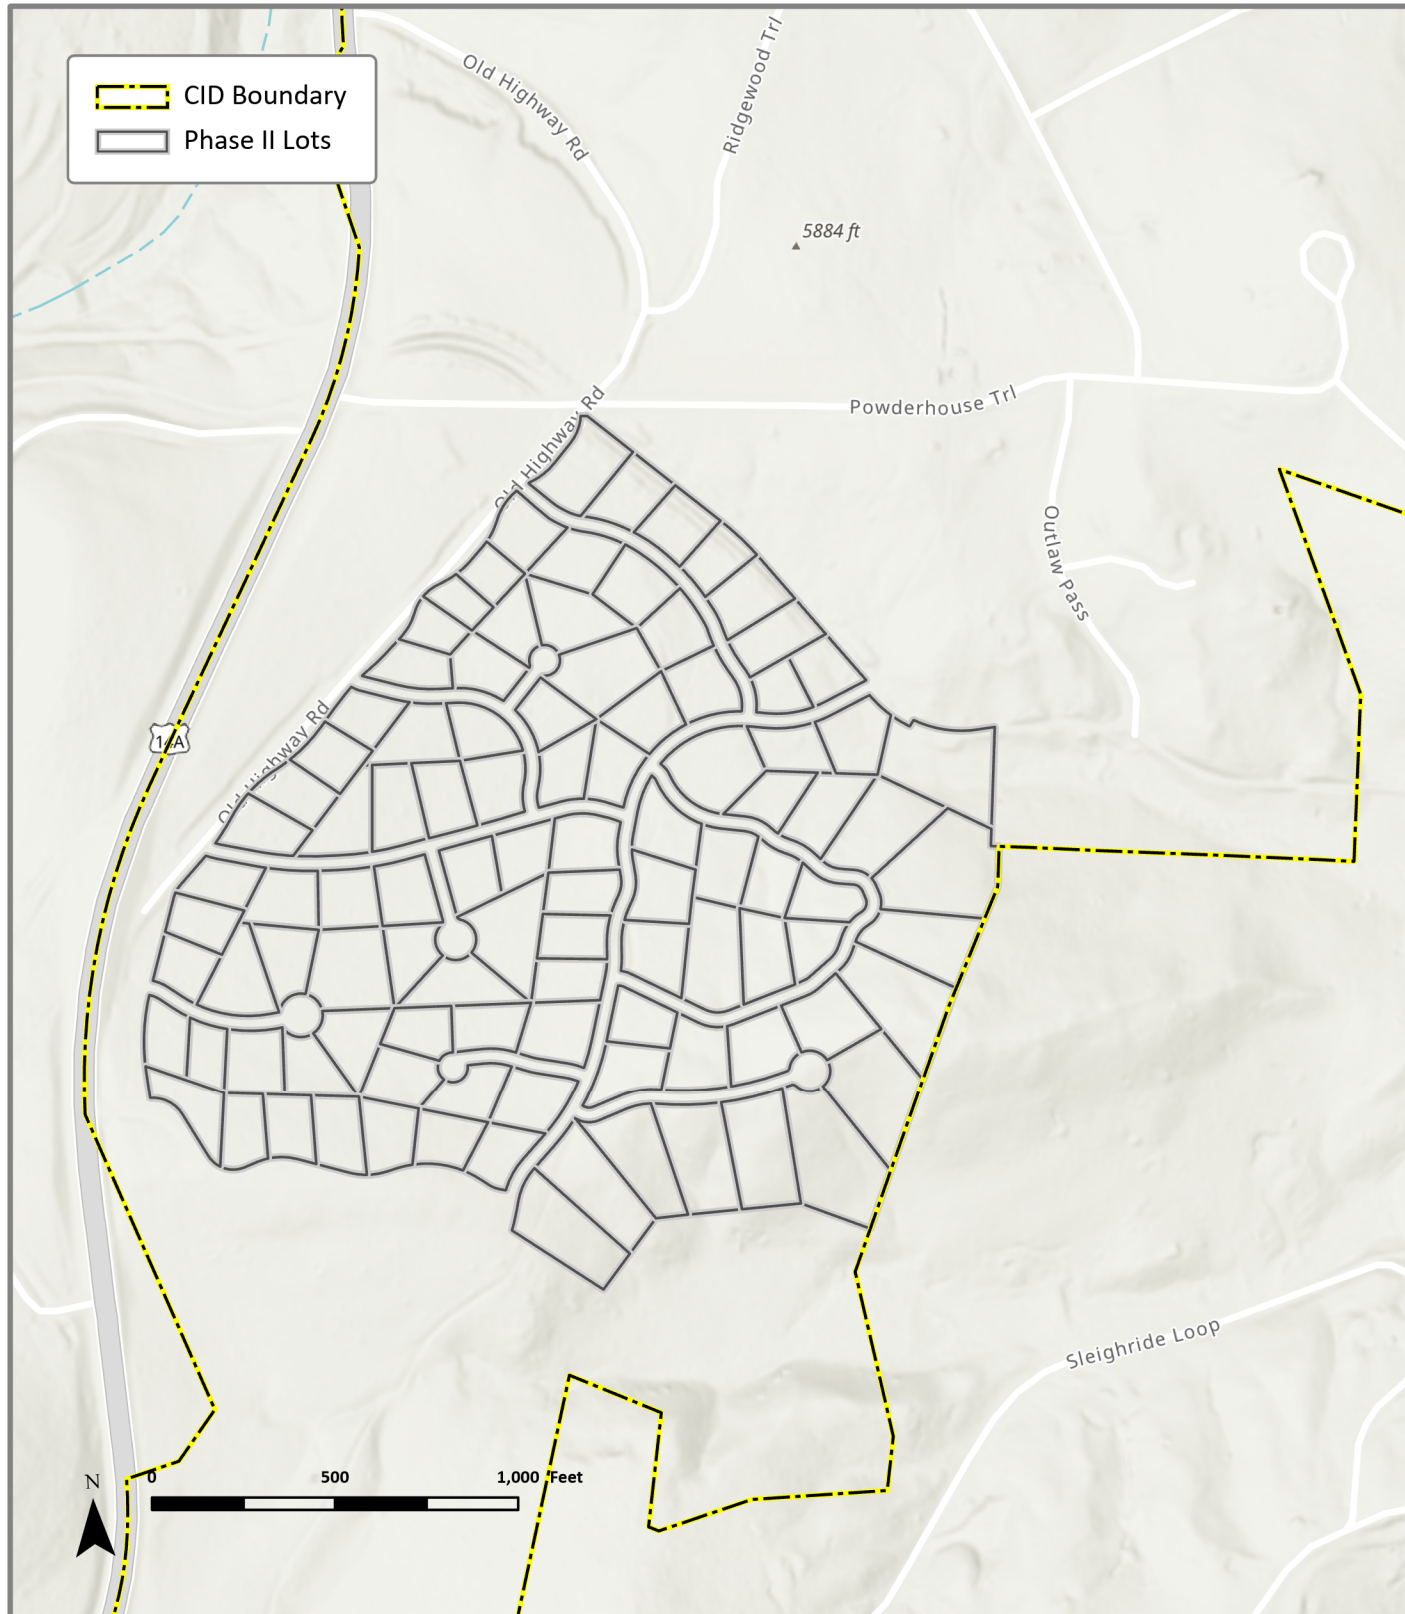 CID Boundary
Phase II Lots
Old Highway Rd
Ridgewood Trl
5884 ft
Powderhouse Trl
Old Highway Rd
Outlaw Pass
14A
Old Highway Rd
Sleighride Loop
N
0 500 1,000 Feet